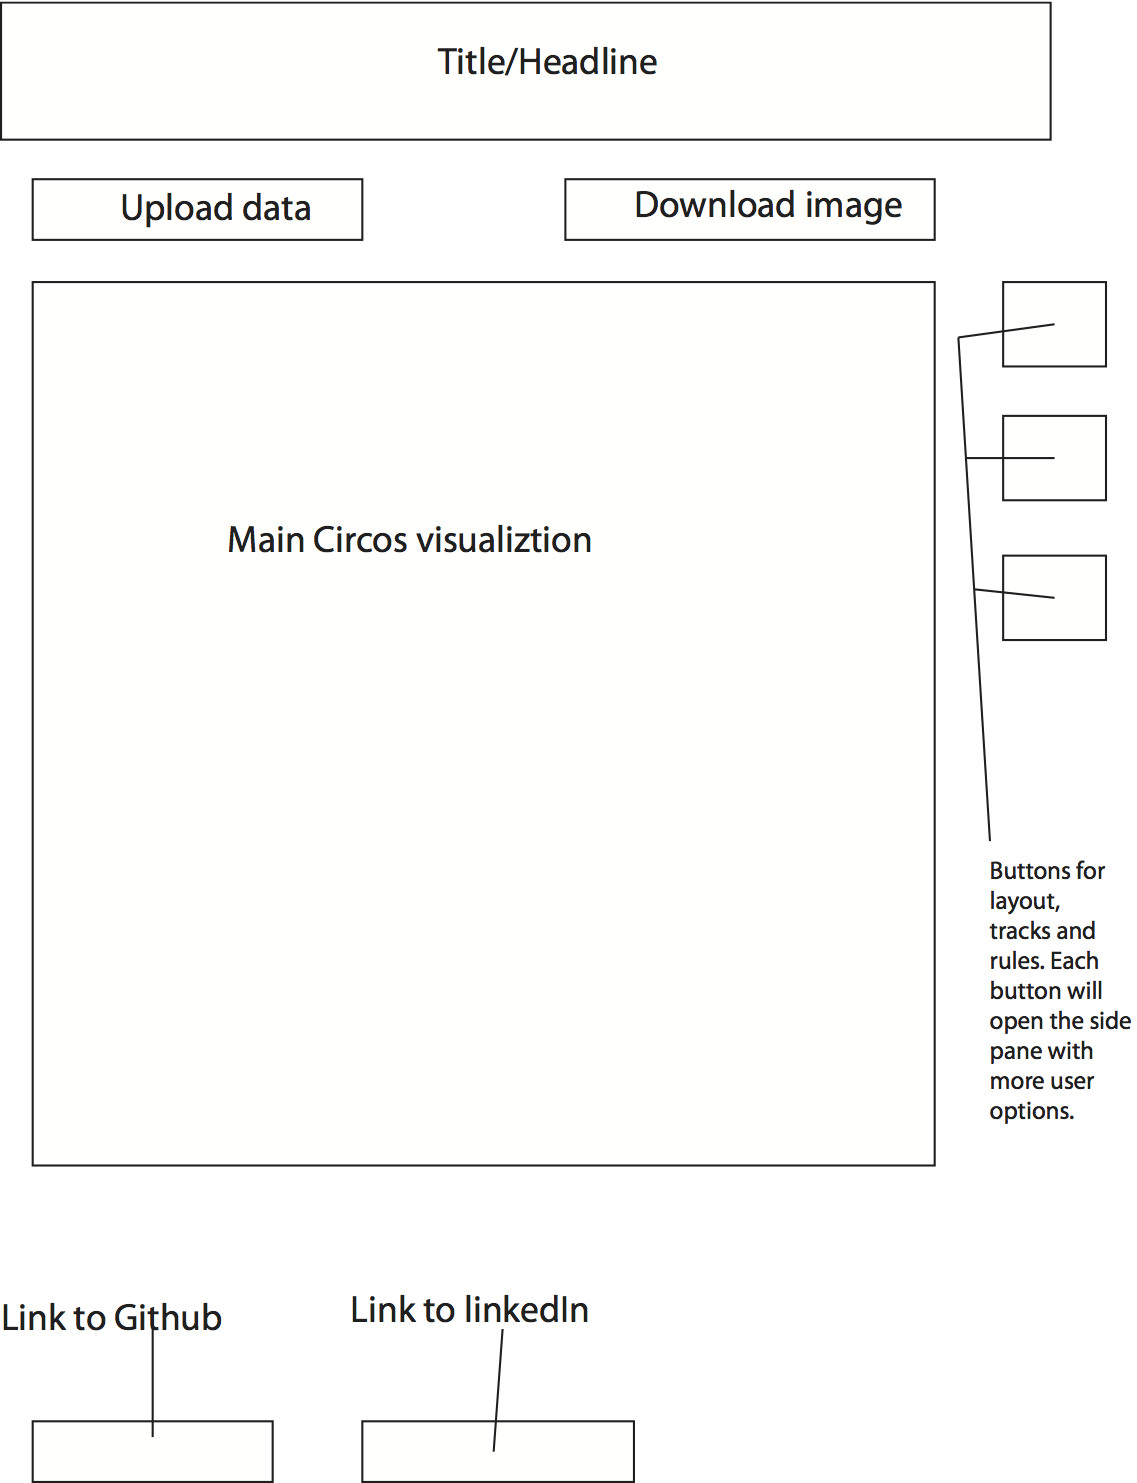 Title/Headline
Upload data
Download image
Main Circos visualiztion
Buttons for
layout,
tracks and
rules. Each
button will
open the side
pane with
more user
options.
Link to Github
Link to linkedIn